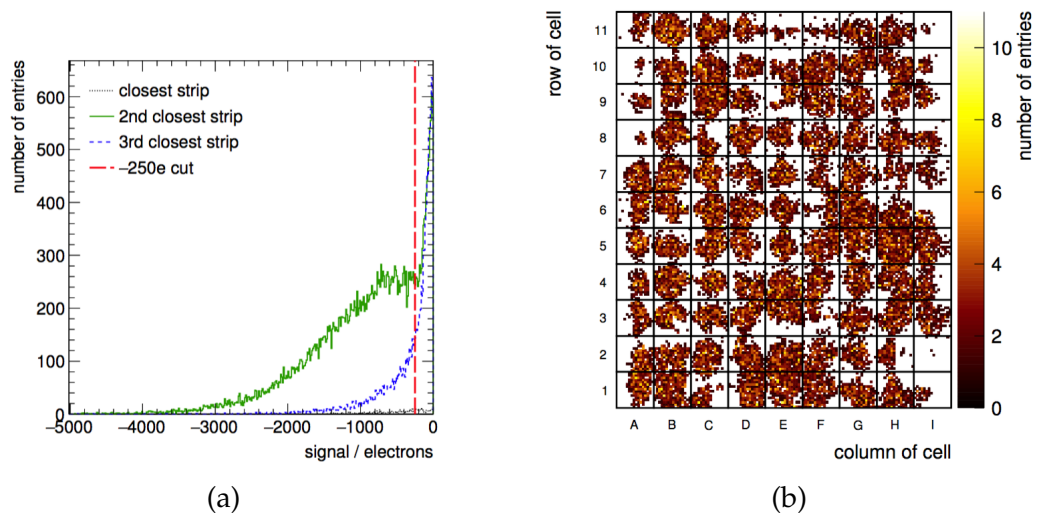 number of entries
600
500
400
300
200
100
0
closest strip
2nd closest strip
3rd closest strip
−250e cut
−5000 −4000 −3000 −2000 −1000 0
signal / electrons
(a)
row of cell
11
10
9
8
7
6
5
4
3
2
1
A B C D E F G H I
column of cell
number of entries
10
8
6
4
2
0
(b)